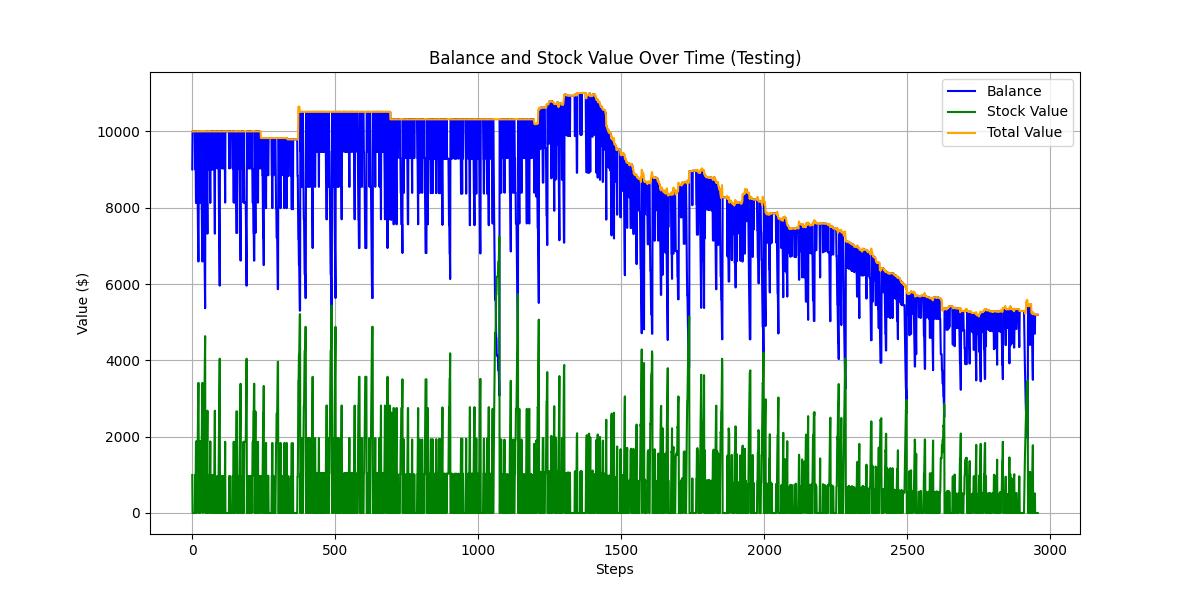 Balance and Stock Value Over Time (Testing)
Balance
Stock Value
Total Value
Value ($)
10000
8000
6000
4000
2000
0
0 500 1000 1500 2000 2500 3000
Steps